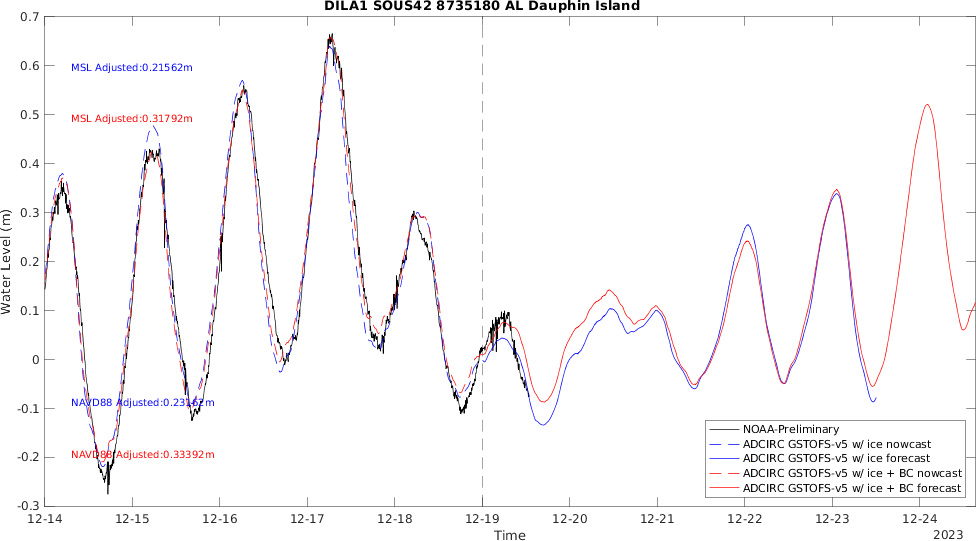 DILA1 SOUS42 8735180 AL Dauphin Island
0.7
0.6
0.5
0.4
0.3
0.2
0.1
0
-0.1
-0.2
-0.3
Water Level (m)
MSL Adjusted:0.21562m
MSL Adjusted:0.31792m
NAVD88 Adjusted:0.23162m
NAVD88 Adjusted:0.33392m
NOAA-Preliminary
ADCIRC GSTOFS-v5 w/ ice nowcast
ADCIRC GSTOFS-v5 w/ ice forecast
ADCIRC GSTOFS-v5 w/ ice + BC nowcast
ADCIRC GSTOFS-v5 w/ ice + BC forecast
12-14 12-15 12-16 12-17 12-18 12-19 12-20 12-21 12-22 12-23 12-24
Time
2023